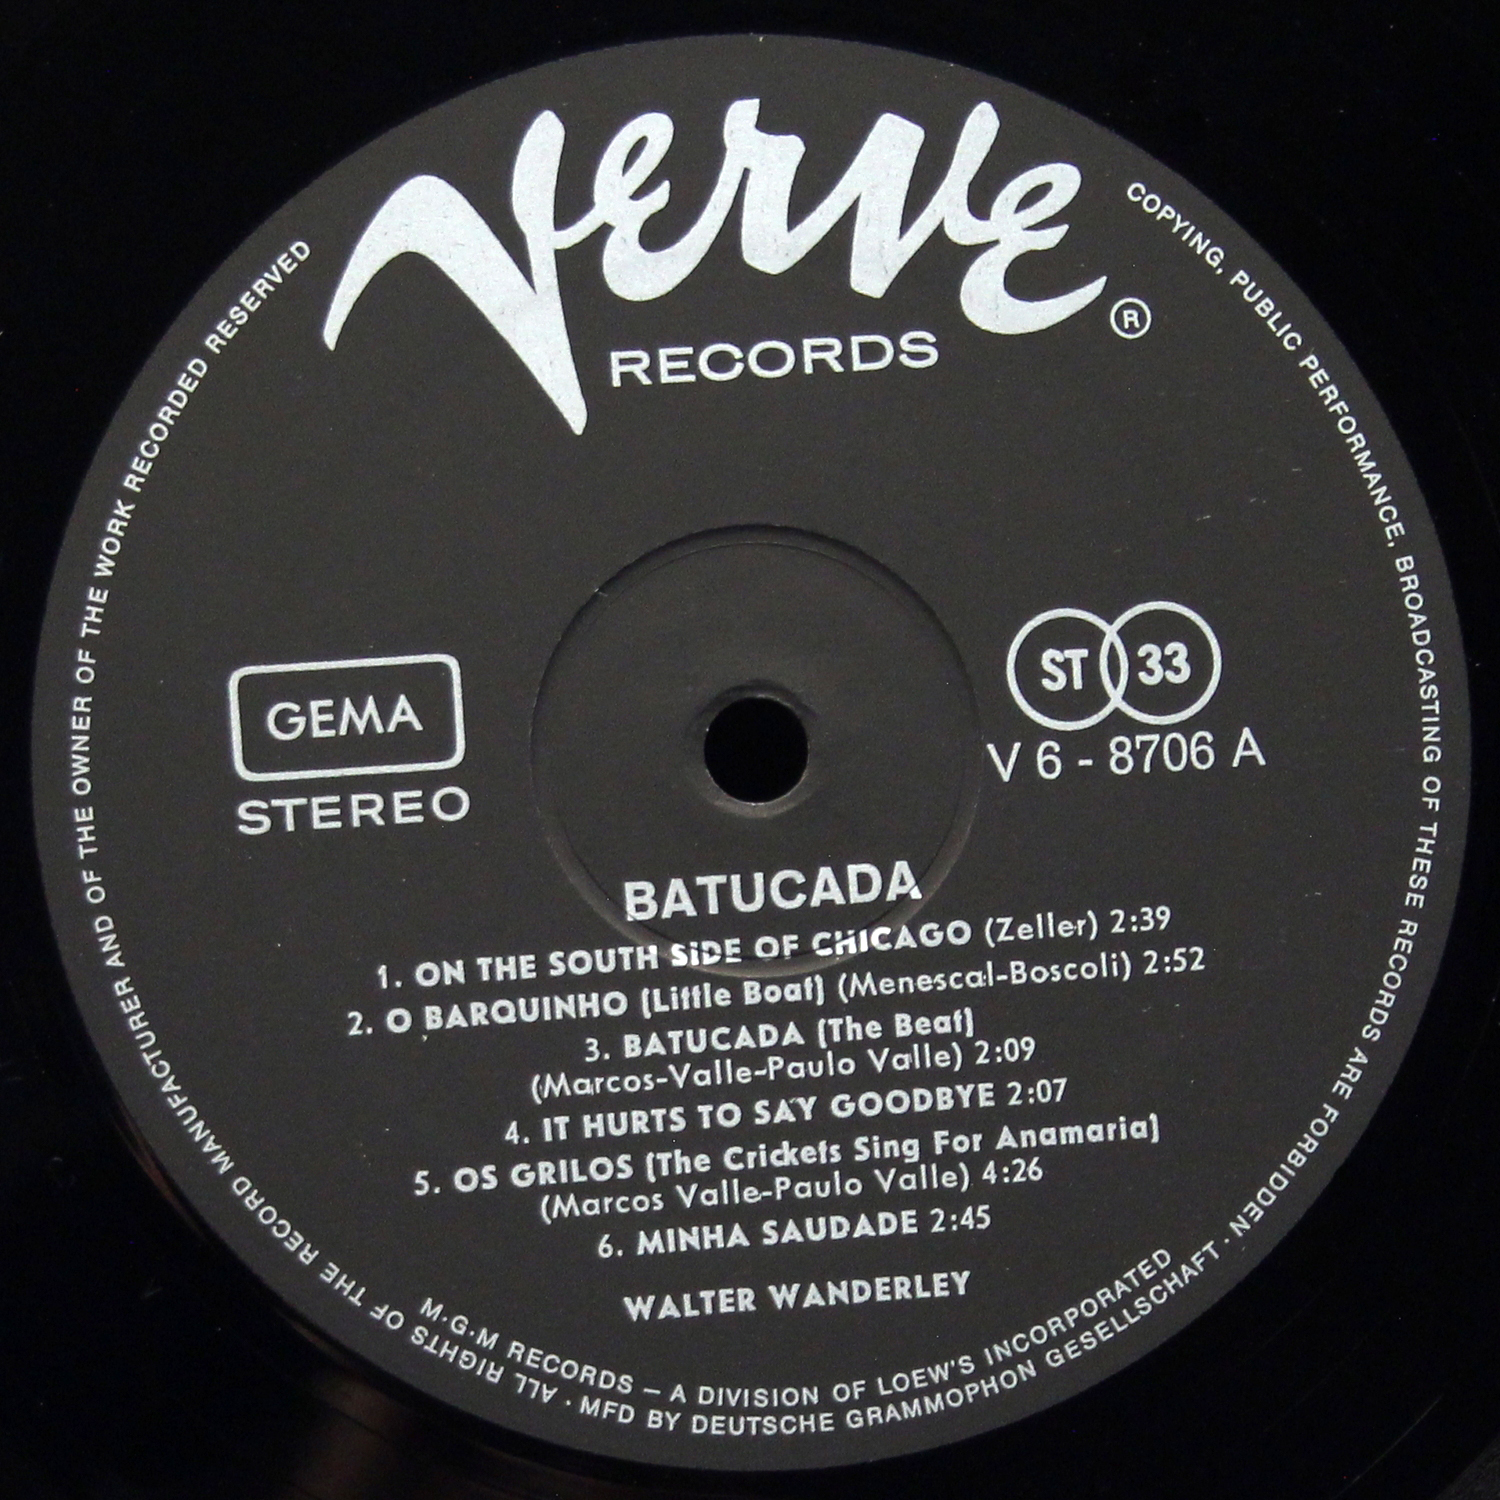 Verve
RECORDS
®
GEMA
STEREO
ST 33
V 6 - 8706 A
BATUCADA
1. ON THE SOUTH SIDE OF CHICAGO (Zeller) 2:39
2. O BARQUINHO (Little Boat) (Menescal-Boscoli) 2:52
3. BATUCADA (The Beat)
(Marcos-Valle-Paulo Valle) 2:09
4. IT HURTS TO SAY GOODBYE 2:07
5. OS GRILOS (The Crickets Sing For Anamaria)
(Marcos Valle-Paulo Valle) 4:26
6. MINHA SAUDADE 2:45
WALTER WANDERLEY
M·G·M RECORDS – A DIVISION OF LOEW'S INCORPORATED
MFD BY DEUTSCHE GRAMMOPHON GESELLSCHAFT · ALL RIGHTS OF THE RECORD MANUFACTURER AND OF THE OWNER OF THE WORK RECORDED RESERVED
COPYING, PUBLIC PERFORMANCE, BROADCASTING OF THESE RECORDS ARE FORBIDDEN ·